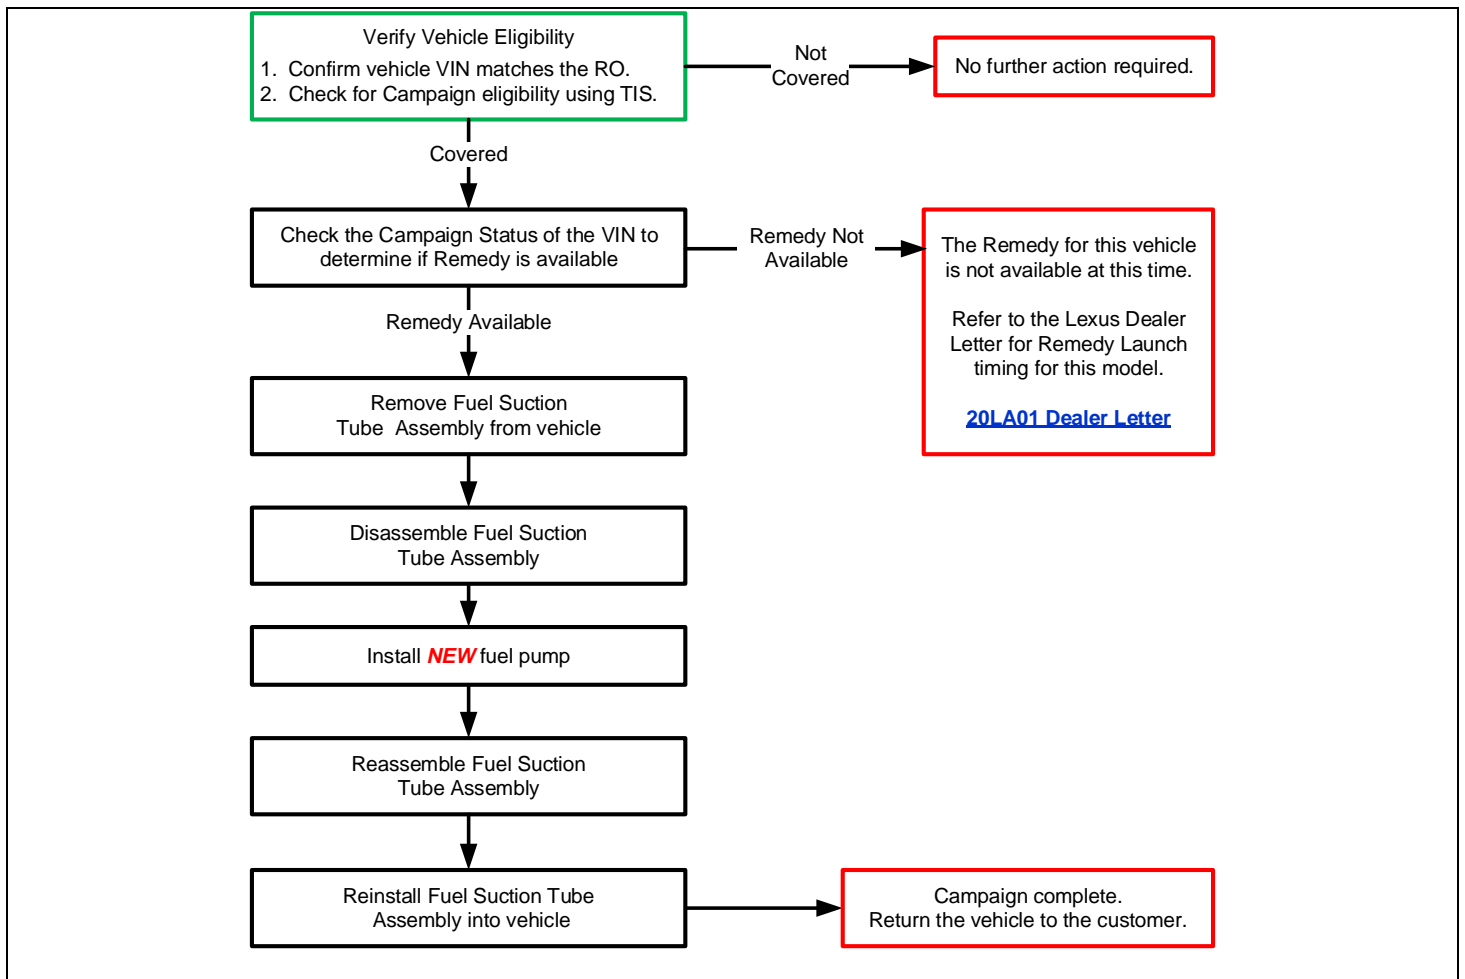 Verify Vehicle Eligibility
1. Confirm vehicle VIN matches the RO.
2. Check for Campaign eligibility using TIS.
Not
Covered
No further action required.
Covered
Check the Campaign Status of the VIN to
determine if Remedy is available
Remedy Not
Available
The Remedy for this vehicle
is not available at this time.
Refer to the Lexus Dealer
Letter for Remedy Launch
timing for this model.
20LA01 Dealer Letter
Remedy Available
Remove Fuel Suction
Tube Assembly from vehicle
Disassemble Fuel Suction
Tube Assembly
Install NEW fuel pump
Reassemble Fuel Suction
Tube Assembly
Reinstall Fuel Suction Tube
Assembly into vehicle
Campaign complete.
Return the vehicle to the customer.